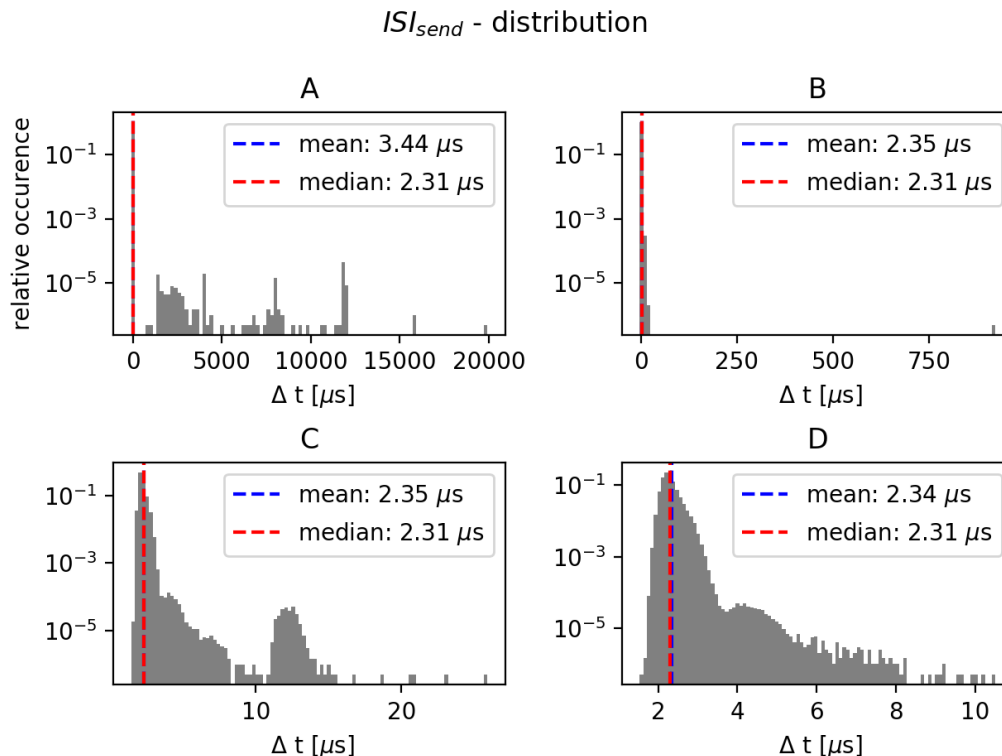 ISI_send - distribution
A
B
relative occurence
10^-1
10^-3
10^-5
mean: 3.44 μs
median: 2.31 μs
0 5000 10000 15000 20000
Δ t [μs]
10^-1
10^-3
10^-5
mean: 2.35 μs
median: 2.31 μs
0 250 500 750
Δ t [μs]
C
D
10^-1
10^-3
10^-5
mean: 2.35 μs
median: 2.31 μs
10 20
Δ t [μs]
10^-1
10^-3
10^-5
mean: 2.34 μs
median: 2.31 μs
2 4 6 8 10
Δ t [μs]